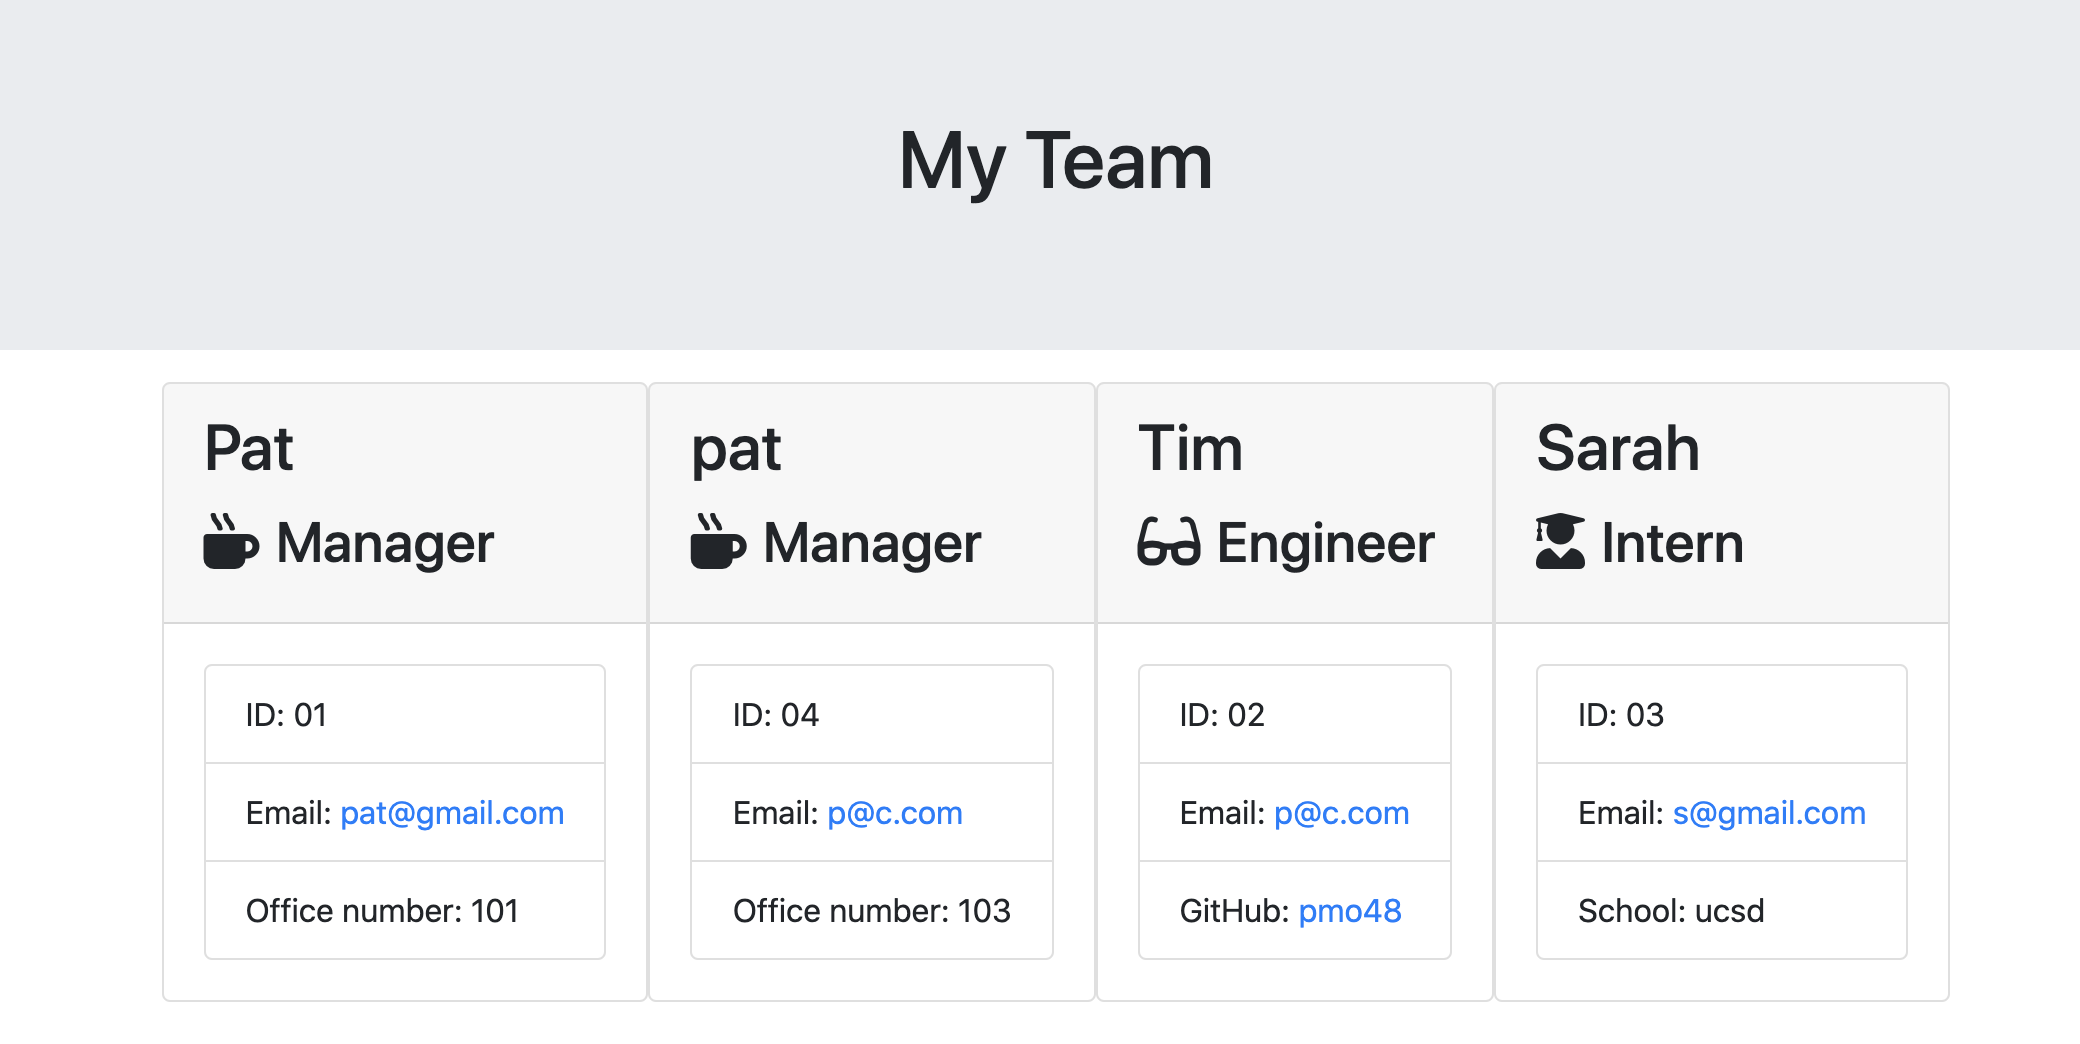 My Team
Pat
Manager
ID: 01
Email: pat@gmail.com
Office number: 101
pat
Manager
ID: 04
Email: p@c.com
Office number: 103
Tim
Engineer
ID: 02
Email: p@c.com
GitHub: pmo48
Sarah
Intern
ID: 03
Email: s@gmail.com
School: ucsd